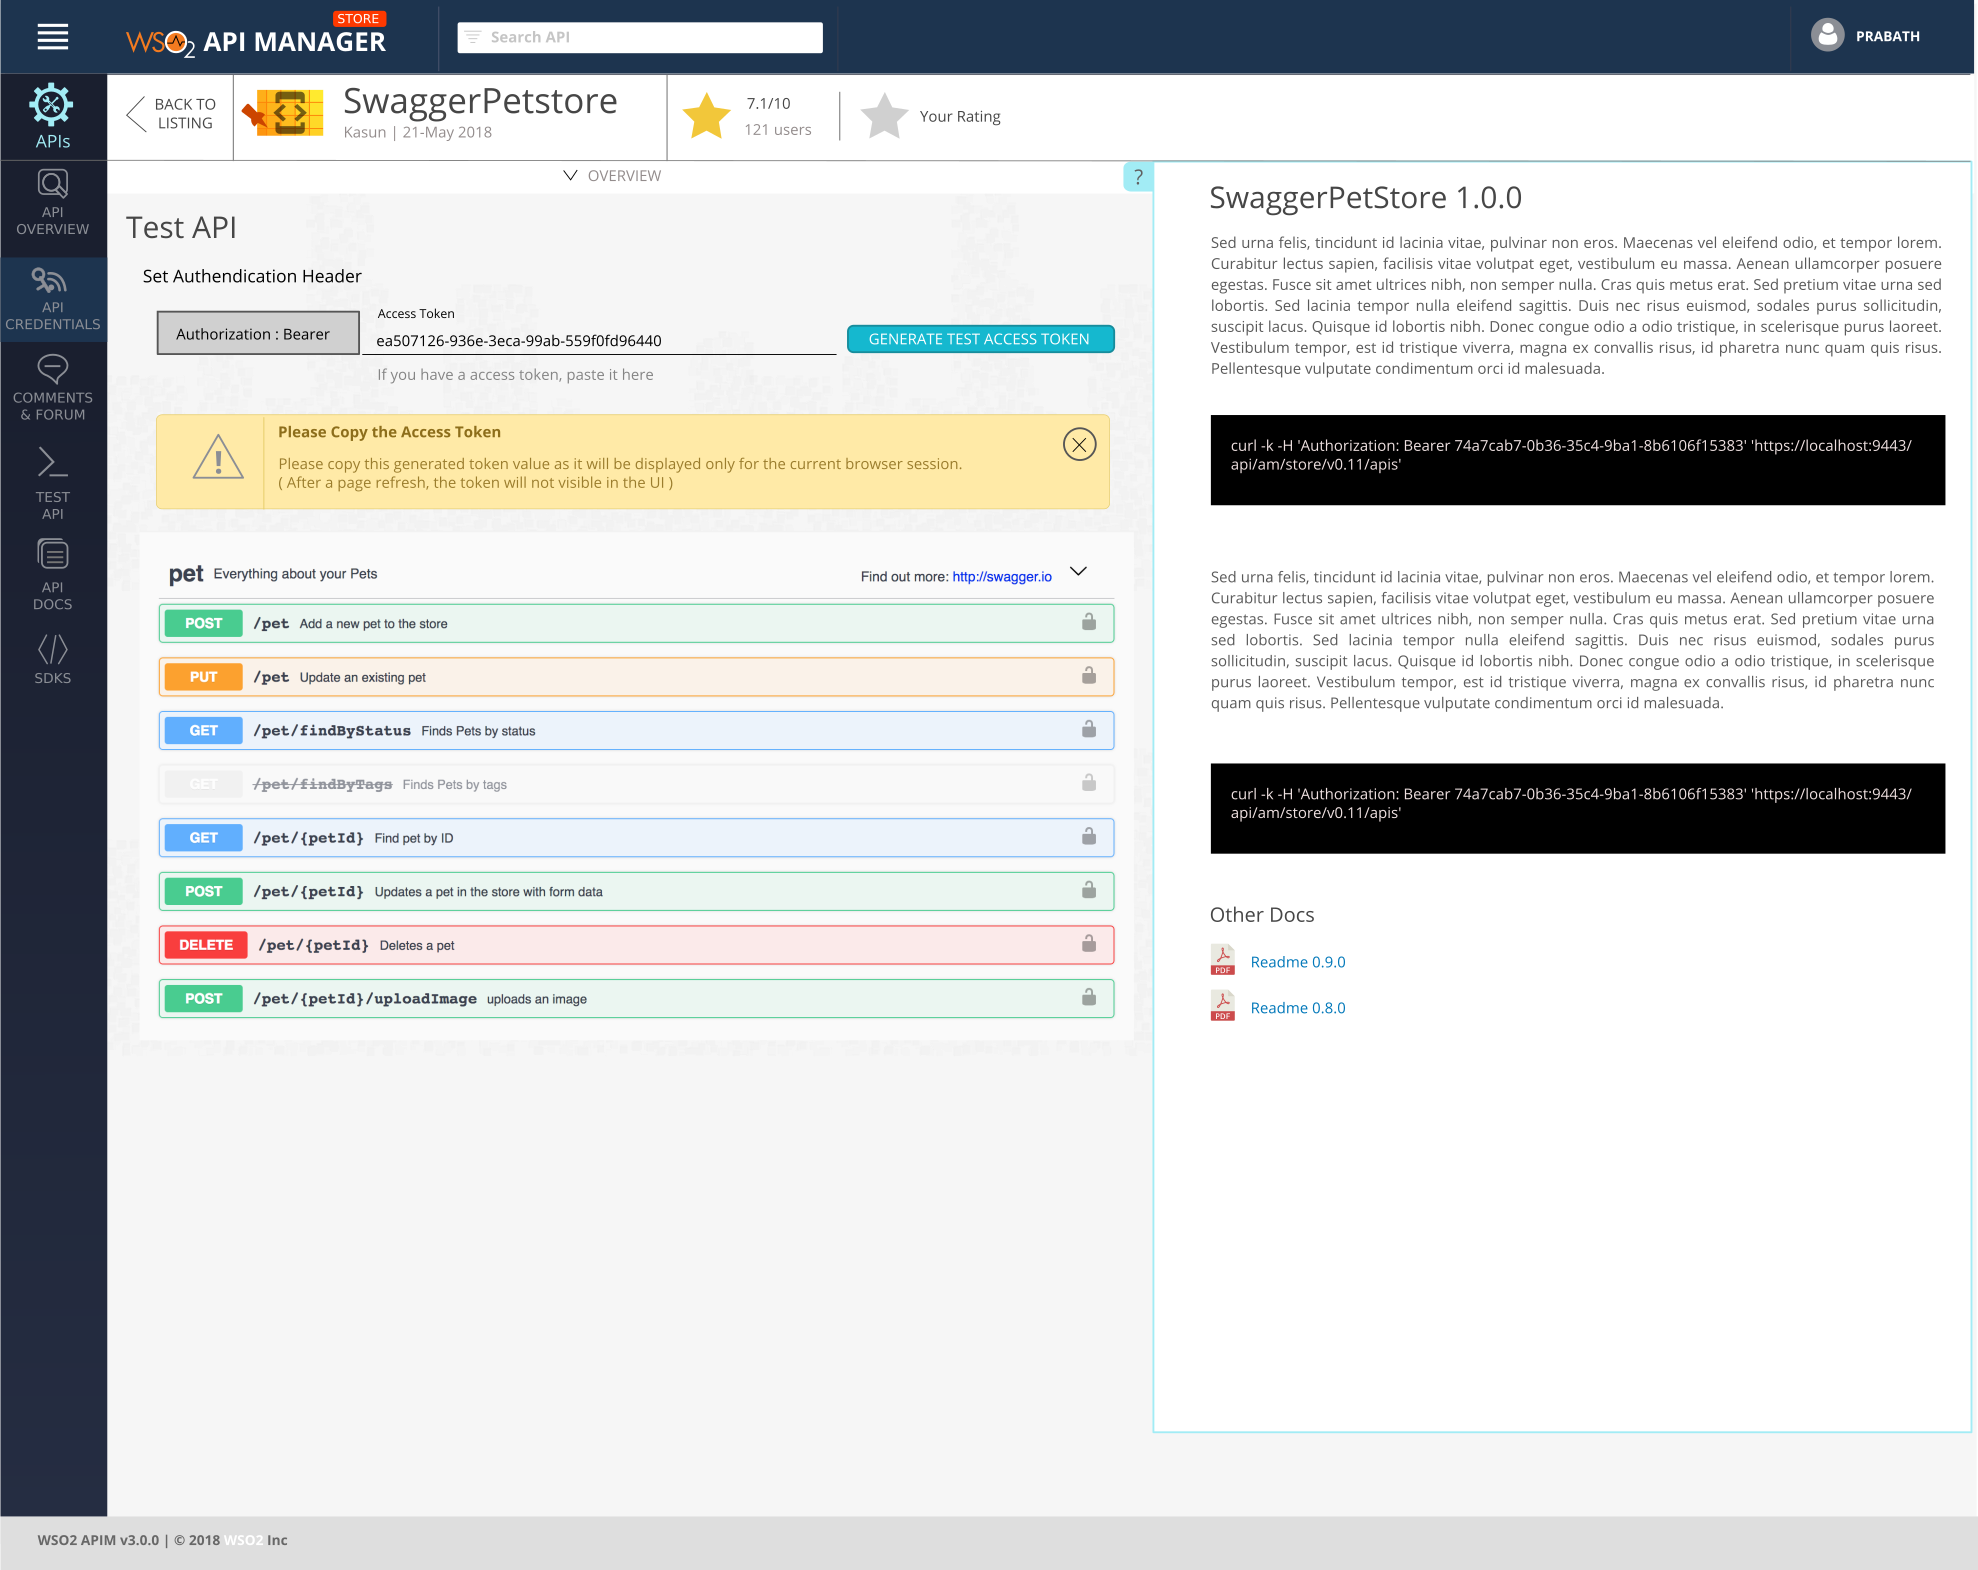 STORE
WSO2 API MANAGER
Search API
PRABATH
APIs
API
OVERVIEW
API
CREDENTIALS
COMMENTS
& FORUM
TEST
API
API
DOCS
SDKS
BACK TO
LISTING
SwaggerPetstore
Kasun | 21-May 2018
7.1/10
121 users
Your Rating
OVERVIEW
?
Test API
Set Authendication Header
Authorization : Bearer
Access Token
ea507126-936e-3eca-99ab-559f0fd96440
If you have a access token, paste it here
GENERATE TEST ACCESS TOKEN
Please Copy the Access Token
Please copy this generated token value as it will be displayed only for the current browser session.
( After a page refresh, the token will not visible in the UI )
pet Everything about your Pets
Find out more: http://swagger.io
POST /pet Add a new pet to the store
PUT /pet Update an existing pet
GET /pet/findByStatus Finds Pets by status
GET /pet/findByTags Finds Pets by tags
GET /pet/{petId} Find pet by ID
POST /pet/{petId} Updates a pet in the store with form data
DELETE /pet/{petId} Deletes a pet
POST /pet/{petId}/uploadImage uploads an image
SwaggerPetStore 1.0.0
Sed urna felis, tincidunt id lacinia vitae, pulvinar non eros. Maecenas vel eleifend odio, et tempor lorem.
Curabitur lectus sapien, facilisis vitae volutpat eget, vestibulum eu massa. Aenean ullamcorper posuere
egestas. Fusce sit amet ultrices nibh, non semper nulla. Cras quis metus erat. Sed pretium vitae urna sed
lobortis. Sed lacinia tempor nulla eleifend sagittis. Duis nec risus euismod, sodales purus sollicitudin,
suscipit lacus. Quisque id lobortis nibh. Donec congue odio a odio tristique, in scelerisque purus laoreet.
Vestibulum tempor, est id tristique viverra, magna ex convallis risus, id pharetra nunc quam quis risus.
Pellentesque vulputate condimentum orci id malesuada.
curl -k -H 'Authorization: Bearer 74a7cab7-0b36-35c4-9ba1-8b6106f15383' 'https://localhost:9443/
api/am/store/v0.11/apis'
Sed urna felis, tincidunt id lacinia vitae, pulvinar non eros. Maecenas vel eleifend odio, et tempor lorem.
Curabitur lectus sapien, facilisis vitae volutpat eget, vestibulum eu massa. Aenean ullamcorper posuere
egestas. Fusce sit amet ultrices nibh, non semper nulla. Cras quis metus erat. Sed pretium vitae urna
sed lobortis. Sed lacinia tempor nulla eleifend sagittis. Duis nec risus euismod, sodales purus
sollicitudin, suscipit lacus. Quisque id lobortis nibh. Donec congue odio a odio tristique, in scelerisque
purus laoreet. Vestibulum tempor, est id tristique viverra, magna ex convallis risus, id pharetra nunc
quam quis risus. Pellentesque vulputate condimentum orci id malesuada.
curl -k -H 'Authorization: Bearer 74a7cab7-0b36-35c4-9ba1-8b6106f15383' 'https://localhost:9443/
api/am/store/v0.11/apis'
Other Docs
PDF Readme 0.9.0
PDF Readme 0.8.0
WSO2 APIM v3.0.0 | © 2018 WSO2 Inc